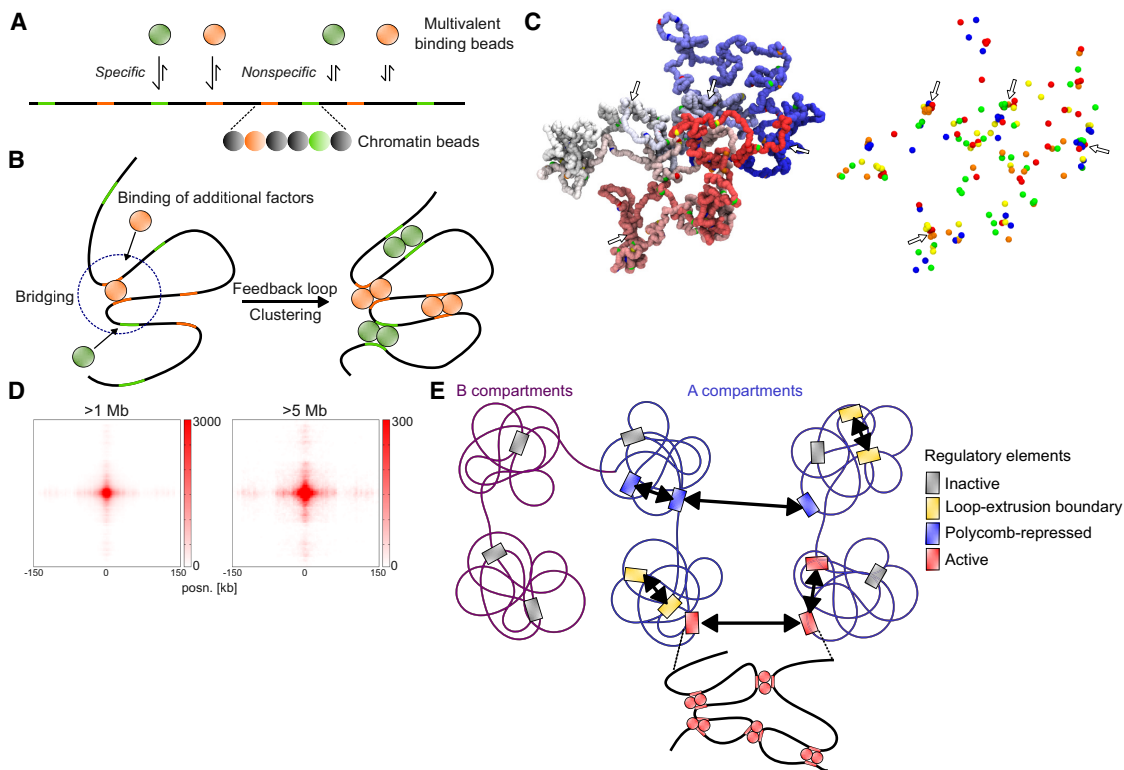 A
Multivalent
binding beads
Specific
Nonspecific
Chromatin beads
B
Binding of additional factors
Bridging
Feedback loop
Clustering
C
D
>1 Mb
>5 Mb
3000
0
300
0
-150
0
150
-150
0
150
posn. [kb]
E
B compartments
A compartments
Regulatory elements
Inactive
Loop-extrusion boundary
Polycomb-repressed
Active